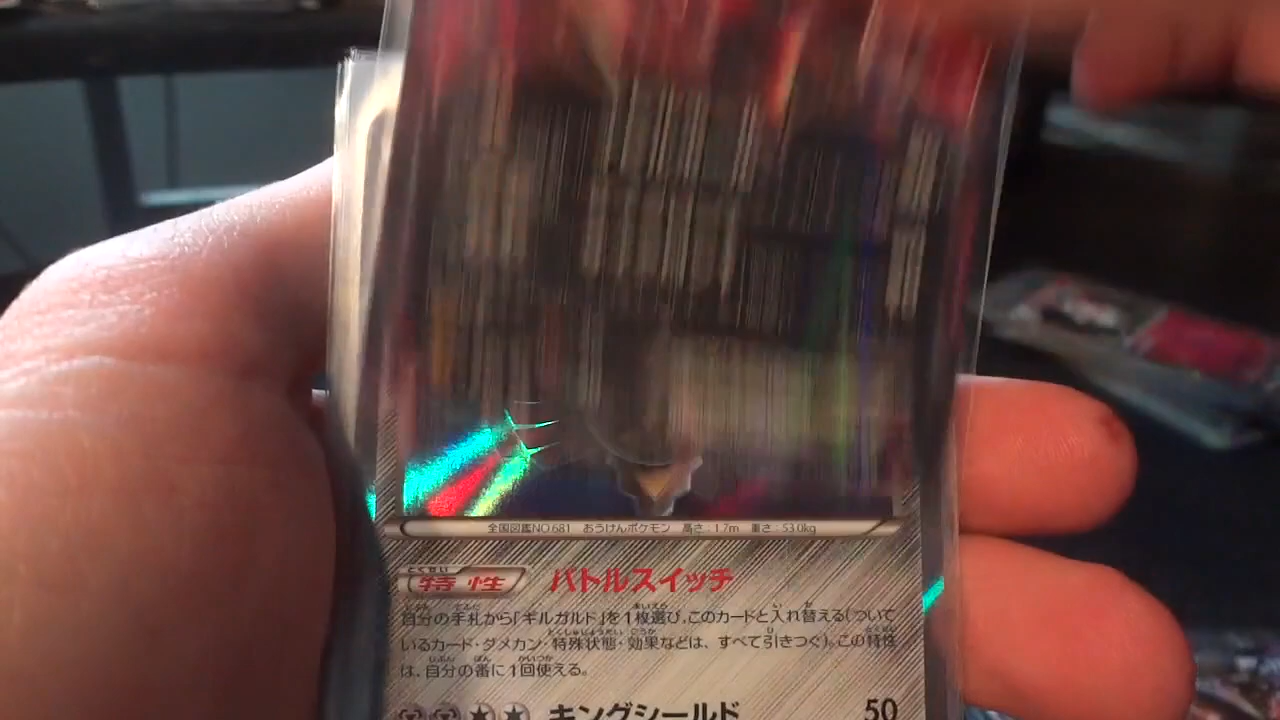 全国図鑑NO.681 おうけんポケモン 高さ:1.7m 重さ:53.0kg
とくせい
特性 バトルスイッチ
自分の手札から「ギルガルド」を1枚選び、このカードと入れ替える(ついて
いるカード・ダメカン・特殊状態・効果などは、すべて引きつぐ)。この特性
は、自分の番に1回使える。
キングシールド 50